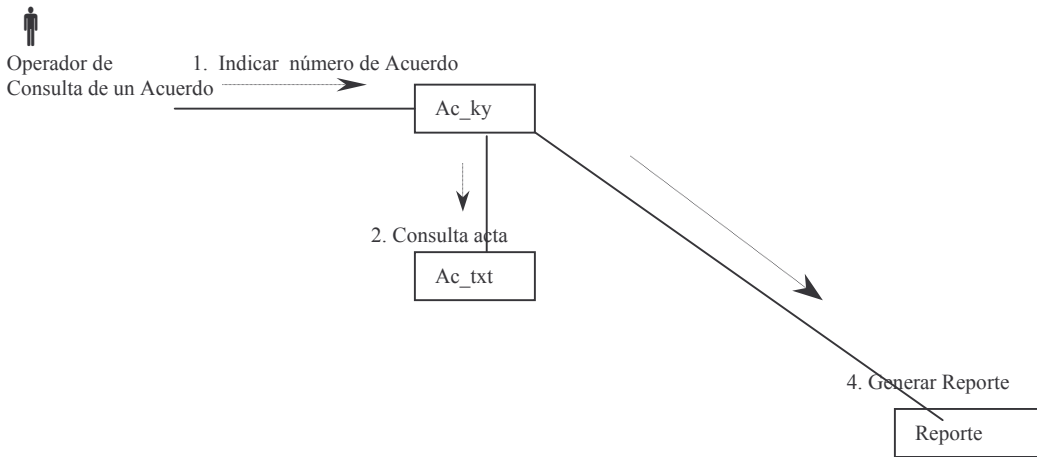 Operador de
Consulta de un Acuerdo
1. Indicar número de Acuerdo
Ac_ky
2. Consulta acta
Ac_txt
4. Generar Reporte
Reporte